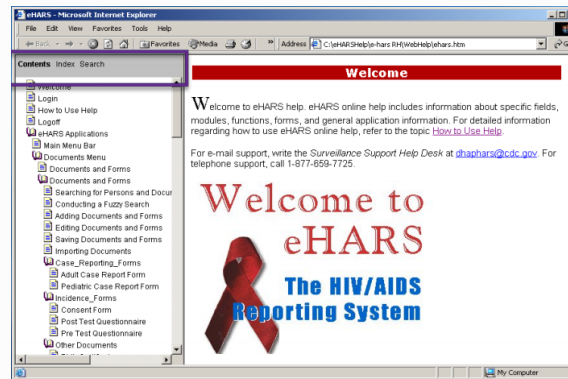 eHARS - Microsoft Internet Explorer
File Edit View Favorites Tools Help
Back Favorites Media » Address C:\eHARSHelp\e-hars RH\WebHelp\ehars.htm
Contents Index Search
Welcome
Login
How to Use Help
Logoff
eHARS Applications
Main Menu Bar
Documents Menu
Documents and Forms
Documents and Forms
Searching for Persons and Docur
Conducting a Fuzzy Search
Adding Documents and Forms
Editing Documents and Forms
Saving Documents and Forms
Importing Documents
Case_Reporting_Forms
Adult Case Report Form
Pediatric Case Report Form
Incidence_Forms
Consent Form
Post Test Questionnaire
Pre Test Questionnaire
Other Documents
Welcome
Welcome to eHARS help. eHARS online help includes information about specific fields,
modules, functions, forms, and general application information. For detailed information
regarding how to use eHARS online help, refer to the topic How to Use Help.
For e-mail support, write the Surveillance Support Help Desk at dhaphars@cdc.gov. For
telephone support, call 1-877-659-7725.
Welcome to
eHARS
The HIV/AIDS
Reporting System
My Computer